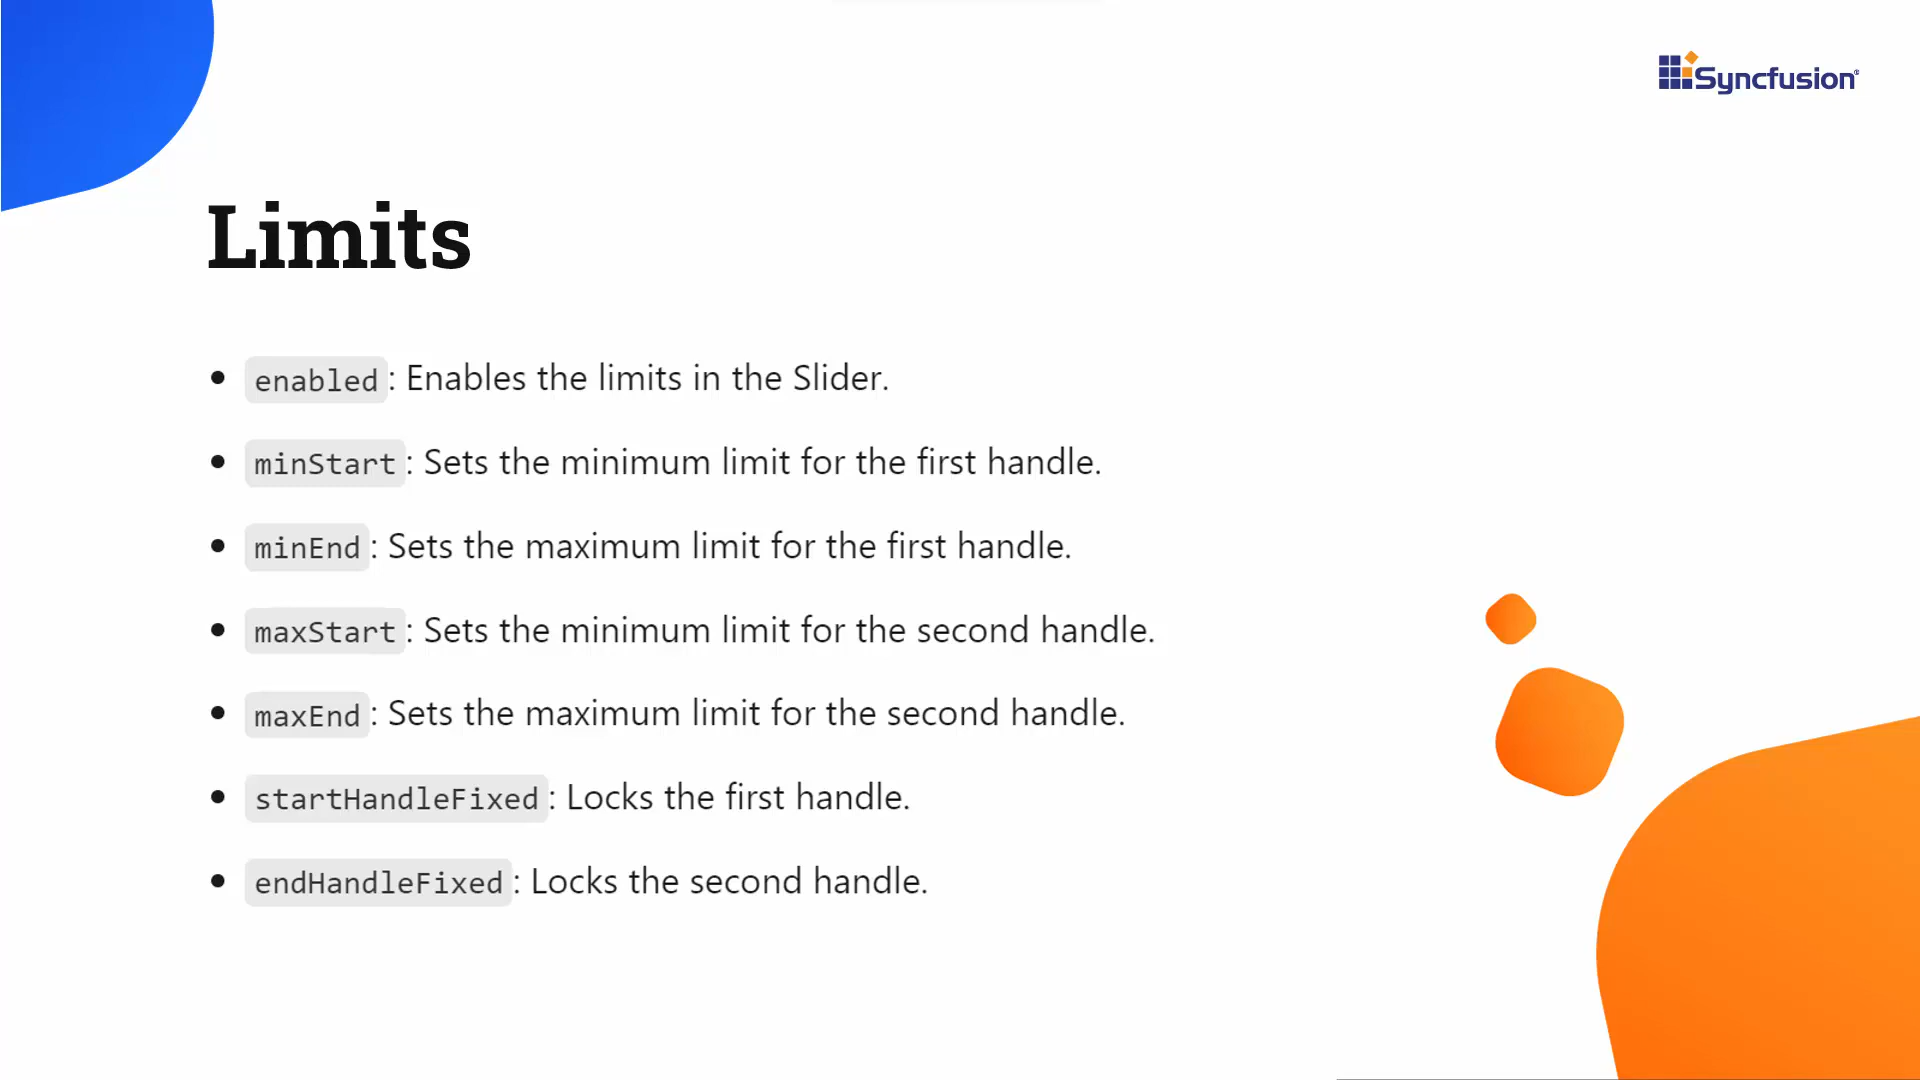 Syncfusion®
Limits
• enabled: Enables the limits in the Slider.
• minStart: Sets the minimum limit for the first handle.
• minEnd: Sets the maximum limit for the first handle.
• maxStart: Sets the minimum limit for the second handle.
• maxEnd: Sets the maximum limit for the second handle.
• startHandleFixed: Locks the first handle.
• endHandleFixed: Locks the second handle.